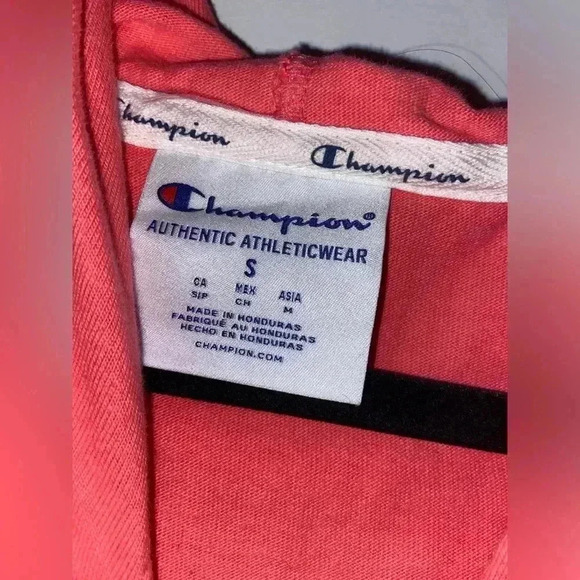 Champion Champion
Champion®
AUTHENTIC ATHLETICWEAR
S
CA MEX ASIA
S/P CH M
MADE IN HONDURAS
FABRIQUÉ AU HONDURAS
HECHO EN HONDURAS
CHAMPION.COM